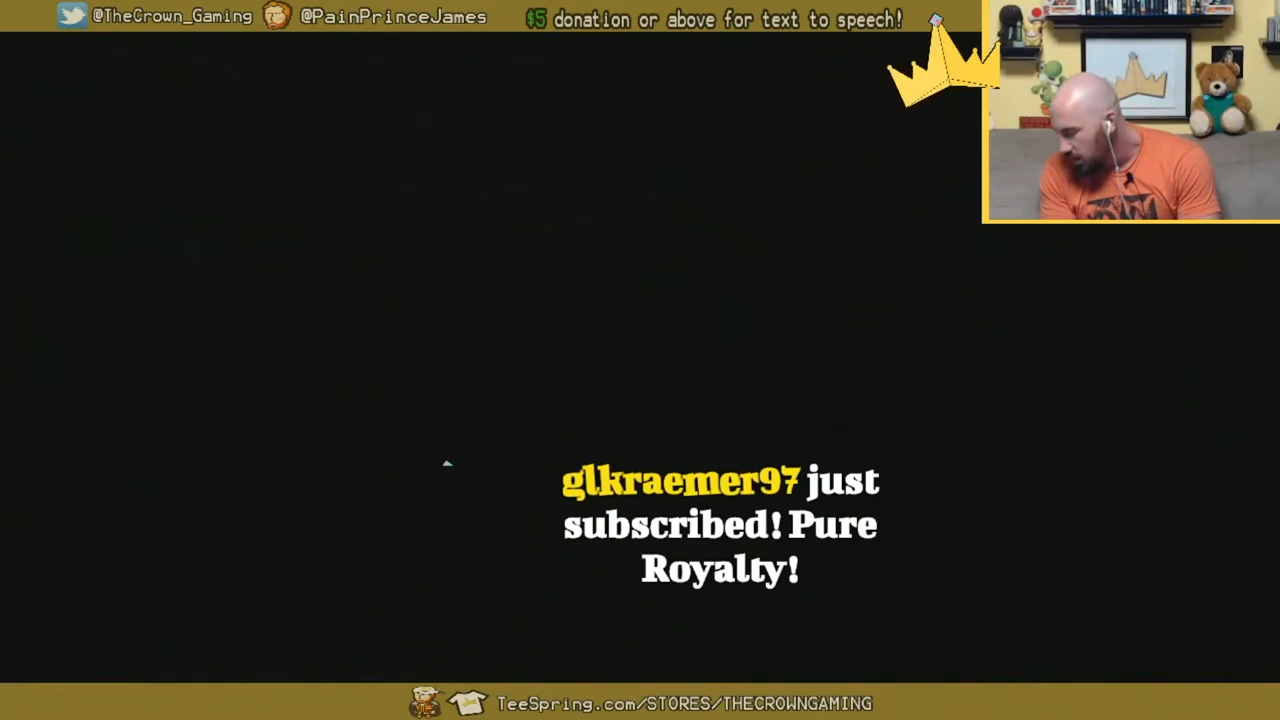 @TheCrown_Gaming @PainPrinceJames $5 donation or above for text to speech!
glkraemer97 just
subscribed! Pure
Royalty!
TeeSpring.com/STORES/THECROWNGAMING